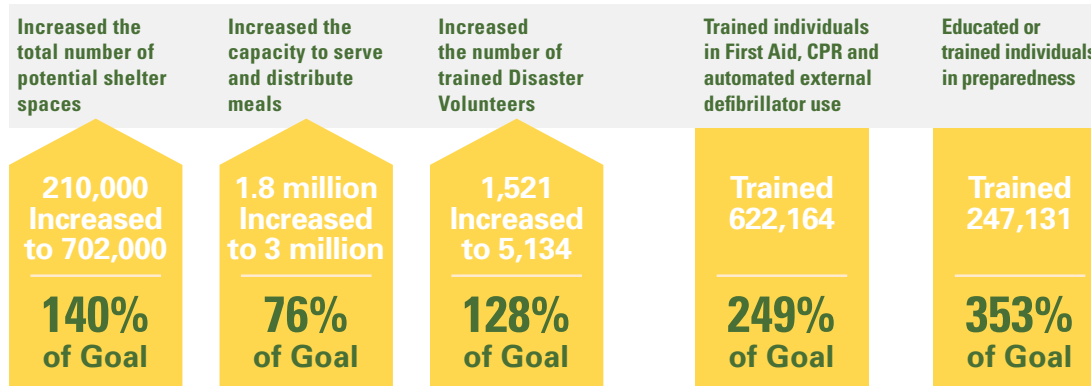 Increased the
total number of
potential shelter
spaces
210,000
Increased
to 702,000
140%
of Goal
Increased the
capacity to serve
and distribute
meals
1.8 million
Increased
to 3 million
76%
of Goal
Increased
the number of
trained Disaster
Volunteers
1,521
Increased
to 5,134
128%
of Goal
Trained individuals
in First Aid, CPR and
automated external
defibrillator use
Trained
622,164
249%
of Goal
Educated or
trained individuals
in preparedness
Trained
247,131
353%
of Goal